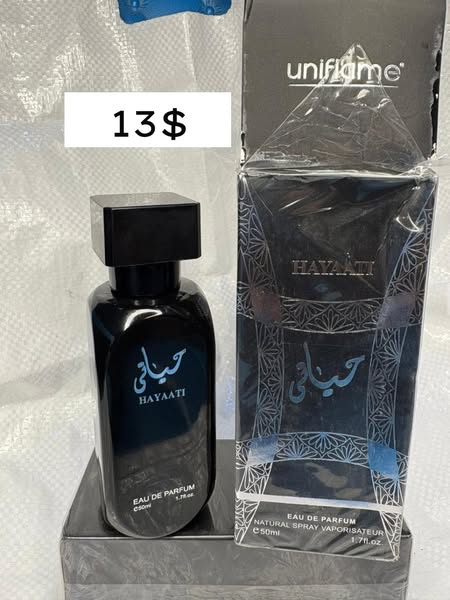 uniflame®
13$
HAYAATI
حياتي
حياتي
HAYAATI
EAU DE PARFUM
℮50ml 1.7fl.oz.
EAU DE PARFUM
NATURAL SPRAY VAPORISATEUR
℮50ml 1.7fl.oz.